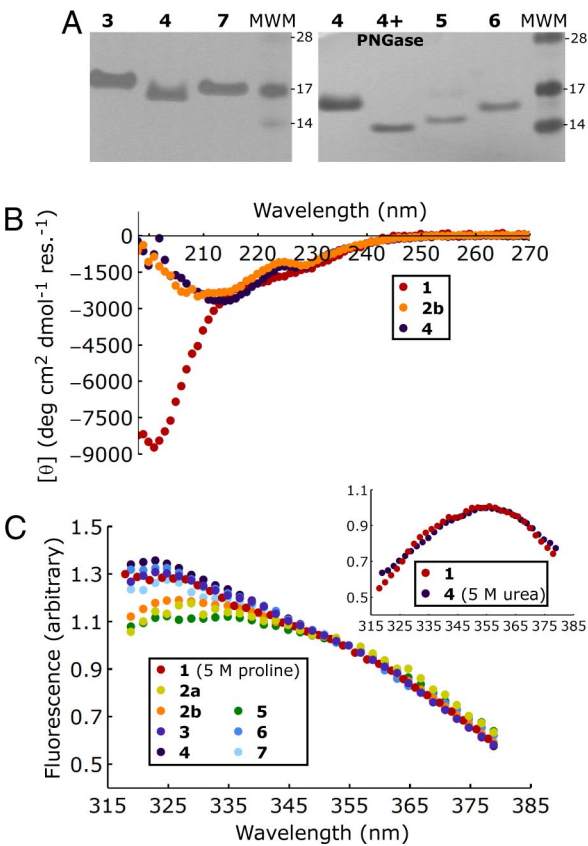 A
3 4 7 MWM
28
17
14
4 4+ 5 6 MWM
PNGase
28
17
14
B
Wavelength (nm)
210 220 230 240 250 260 270
0
−1500
−3000
−4500
−6000
−7500
−9000
[θ] (deg cm² dmol⁻¹ res.⁻¹)
1
2b
4
C
Fluorescence (arbitrary)
1.5
1.3
1.1
0.9
0.7
0.5
1 (5 M proline)
2a
2b 5
3 6
4 7
315 325 335 345 355 365 375 385
Wavelength (nm)
1.1
0.9
0.7
0.5
1
4 (5 M urea)
315 325 335 345 355 365 375 385